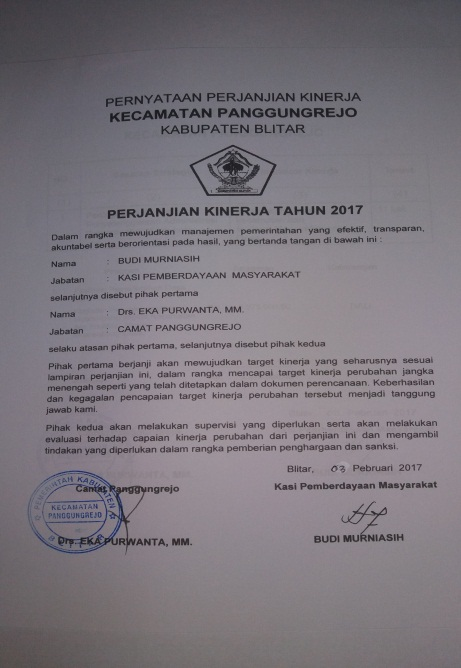 PERNYATAAN PERJANJIAN KINERJA
KECAMATAN PANGGUNGREJO
KABUPATEN BLITAR
PERJANJIAN KINERJA TAHUN 2017
Dalam rangka mewujudkan manajemen pemerintahan yang efektif, transparan,
akuntabel serta berorientasi pada hasil, yang bertanda tangan di bawah ini :
Nama : BUDI MURNIASIH
Jabatan : KASI PEMBERDAYAAN MASYARAKAT
selanjutnya disebut pihak pertama
Nama : Drs. EKA PURWANTA, MM.
Jabatan : CAMAT PANGGUNGREJO
selaku atasan pihak pertama, selanjutnya disebut pihak kedua
Pihak pertama berjanji akan mewujudkan target kinerja yang seharusnya sesuai
lampiran perjanjian ini, dalam rangka mencapai target kinerja perubahan jangka
menengah seperti yang telah ditetapkan dalam dokumen perencanaan. Keberhasilan
dan kegagalan pencapaian target kinerja perubahan tersebut menjadi tanggung
jawab kami.
Pihak kedua akan melakukan supervisi yang diperlukan serta akan melakukan
evaluasi terhadap capaian kinerja perubahan dari perjanjian ini dan mengambil
tindakan yang diperlukan dalam rangka pemberian penghargaan dan sanksi.
Blitar, 03 Pebruari 2017
Camat Panggungrejo
Kasi Pemberdayaan Masyarakat
PEMERINTAH KABUPATEN
KECAMATAN
PANGGUNGREJO
Drs. EKA PURWANTA, MM.
BUDI MURNIASIH